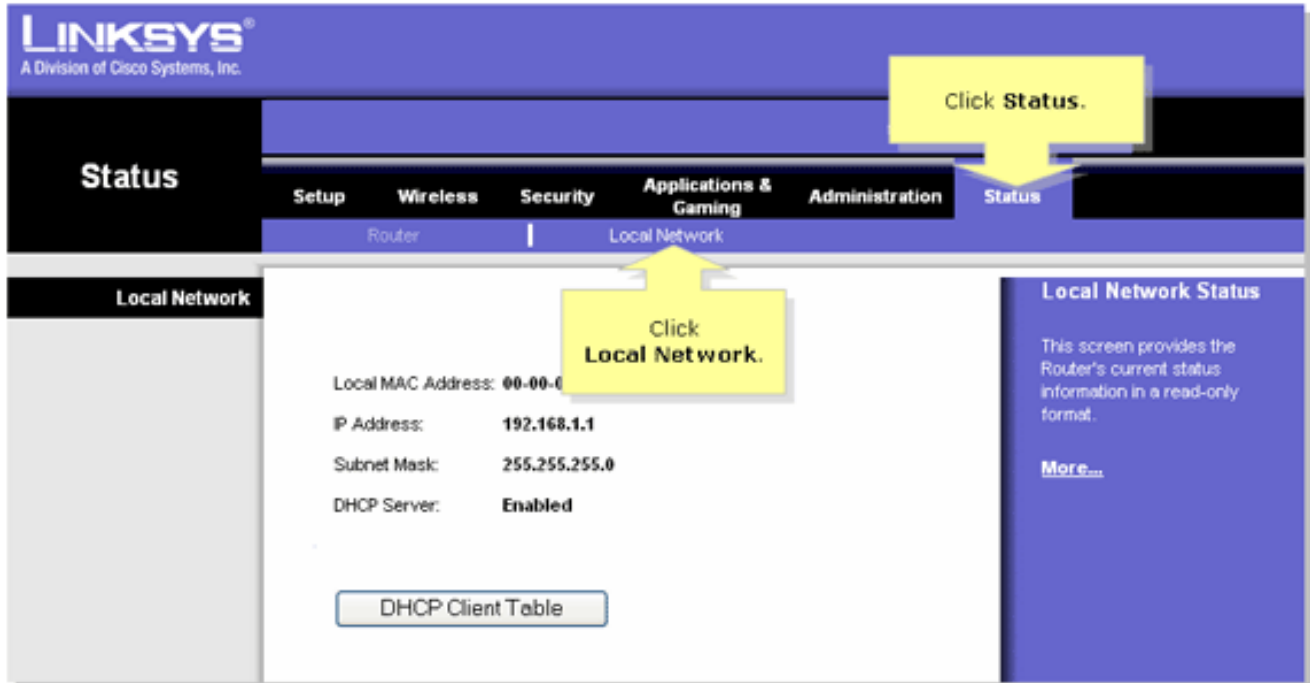 LINKSYS®
A Division of Cisco Systems, Inc.
Click Status.
Status
Setup Wireless Security Applications & Gaming Administration Status
Router Local Network
Local Network
Click
Local Network.
Local MAC Address: 00-00-0
IP Address: 192.168.1.1
Subnet Mask: 255.255.255.0
DHCP Server: Enabled
DHCP Client Table
Local Network Status
This screen provides the
Router's current status
information in a read-only
format.
More...